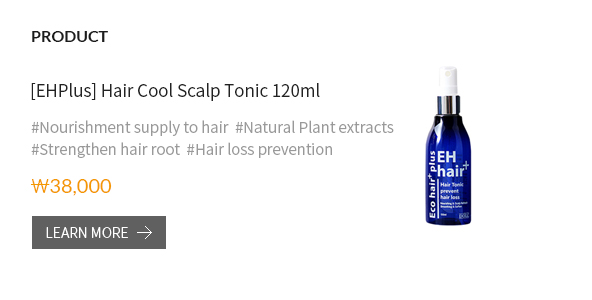 PRODUCT
[EHPlus] Hair Cool Scalp Tonic 120ml
#Nourishment supply to hair #Natural Plant extracts
#Strengthen hair root #Hair loss prevention
₩38,000
LEARN MORE →
Eco hair⁺ plus
EH
hair⁺
Hair Tonic
prevent
hair loss